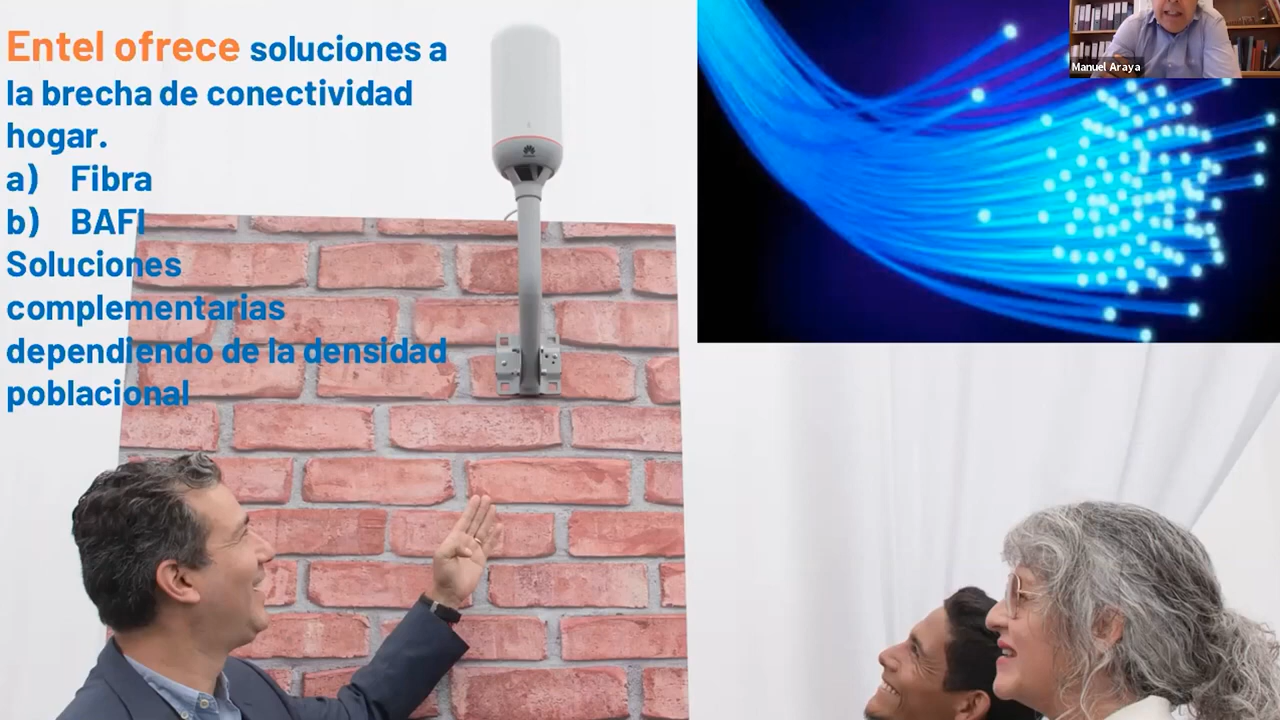 Entel ofrece soluciones a
la brecha de conectividad
hogar.
a) Fibra
b) BAFI
Soluciones
complementarias
dependiendo de la densidad
poblacional
Manuel Araya